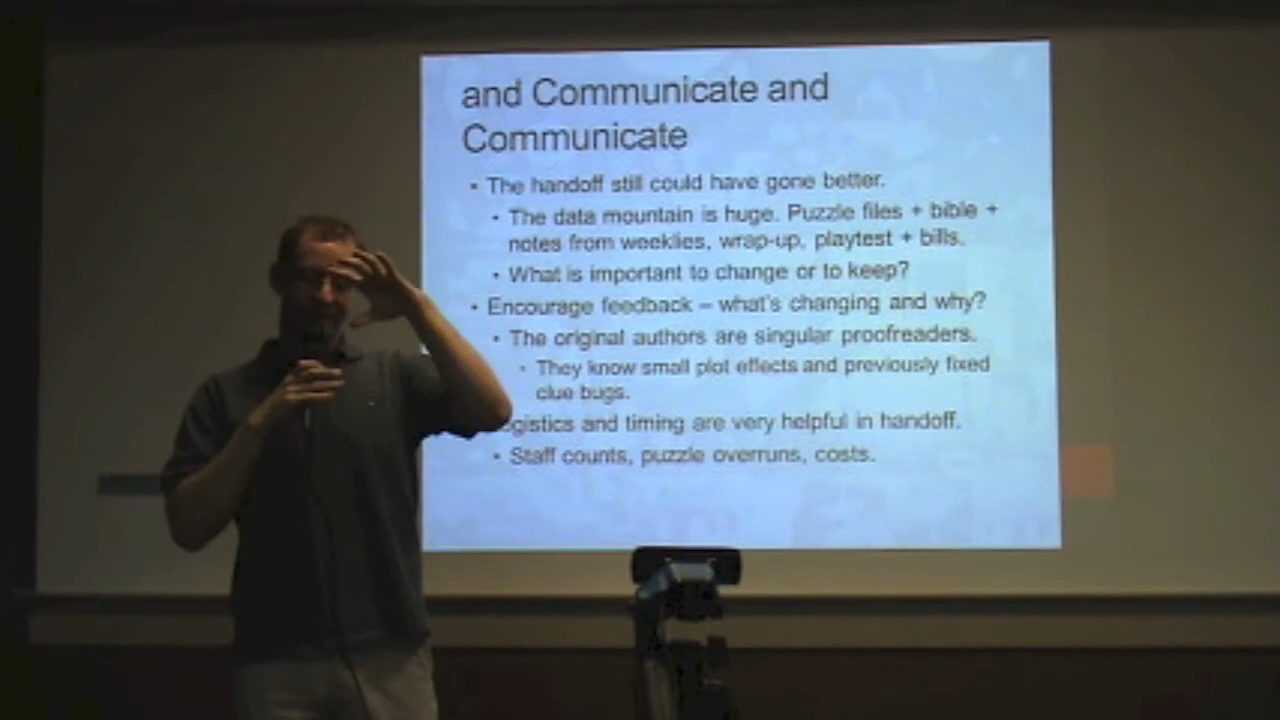 and Communicate and
Communicate
• The handoff still could have gone better.
• The data mountain is huge. Puzzle files + bible +
notes from weeklies, wrap-up, playtest + bills.
• What is important to change or to keep?
• Encourage feedback – what's changing and why?
• The original authors are singular proofreaders.
• They know small plot effects and previously fixed
clue bugs.
and timing are very helpful in handoff.
• Staff counts, puzzle overruns, costs.